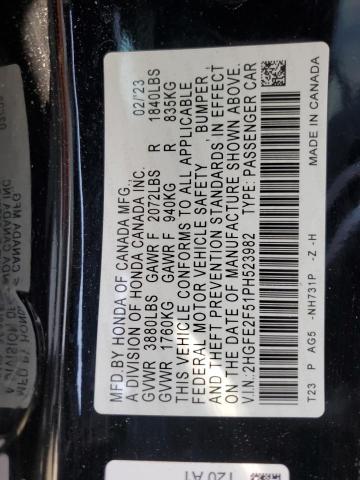 MFD.BY HONDA OF CANADA MFG.,
A DIVISION OF HONDA CANADA INC. 02/'23
GVWR 3880LBS GAWR F 2072LBS R 1840LBS
GVWR 1760KG GAWR F 940KG R 835KG
THIS VEHICLE CONFORMS TO ALL APPLICABLE
FEDERAL MOTOR VEHICLE SAFETY BUMPER,
AND THEFT PREVENTION STANDARDS IN EFFECT
ON THE DATE OF MANUFACTURE SHOWN ABOVE.
V.I.N.: 2HGFE2F51PH523982 TYPE: PASSENGER CAR
T23 P AG5 -NH731P -Z -H MADE IN CANADA
120 A1